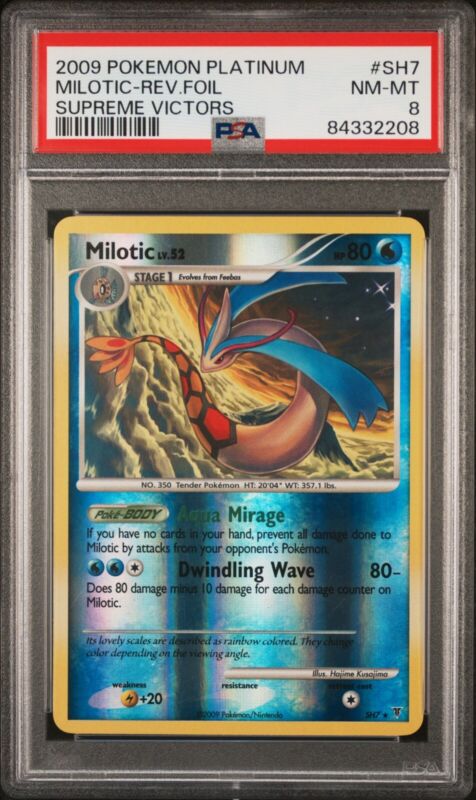 2009 POKEMON PLATINUM #SH7
MILOTIC-REV.FOIL NM-MT
SUPREME VICTORS 8
PSA 84332208
Milotic LV.52 HP 80
STAGE 1 Evolves from Feebas
NO. 350 Tender Pokémon HT: 20'04" WT: 357.1 lbs.
Poké-BODY Aqua Mirage
If you have no cards in your hand, prevent all damage done to
Milotic by attacks from your opponent's Pokémon.
Dwindling Wave 80-
Does 80 damage minus 10 damage for each damage counter on
Milotic.
Its lovely scales are described as rainbow colored. They change
color depending on the viewing angle.
Illus. Hajime Kusajima
weakness resistance retreat cost
+20
©2009 Pokémon/Nintendo SH7 ★
PSA